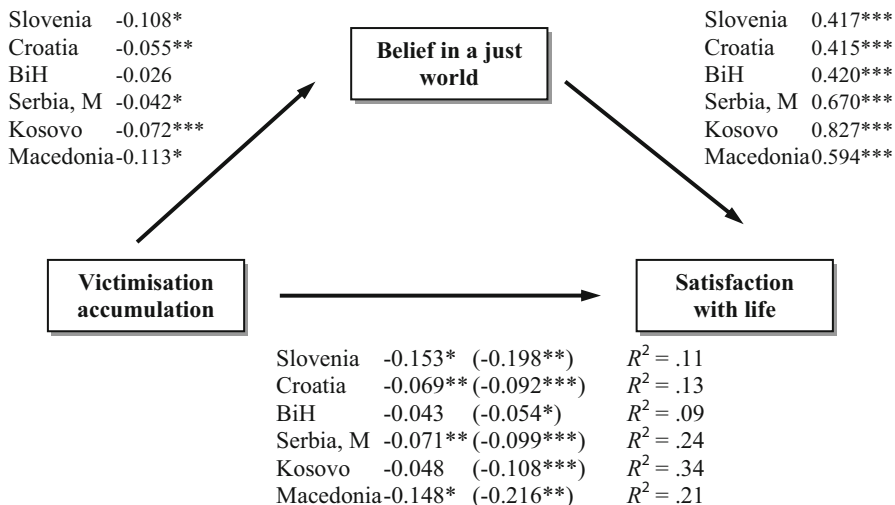 Slovenia -0.108*
Croatia -0.055**
BiH -0.026
Serbia, M -0.042*
Kosovo -0.072***
Macedonia -0.113*
Belief in a just
world
Slovenia 0.417***
Croatia 0.415***
BiH 0.420***
Serbia, M 0.670***
Kosovo 0.827***
Macedonia 0.594***
Victimisation
accumulation
Satisfaction
with life
Slovenia -0.153* (-0.198**) R² = .11
Croatia -0.069** (-0.092***) R² = .13
BiH -0.043 (-0.054*) R² = .09
Serbia, M -0.071** (-0.099***) R² = .24
Kosovo -0.048 (-0.108***) R² = .34
Macedonia -0.148* (-0.216**) R² = .21